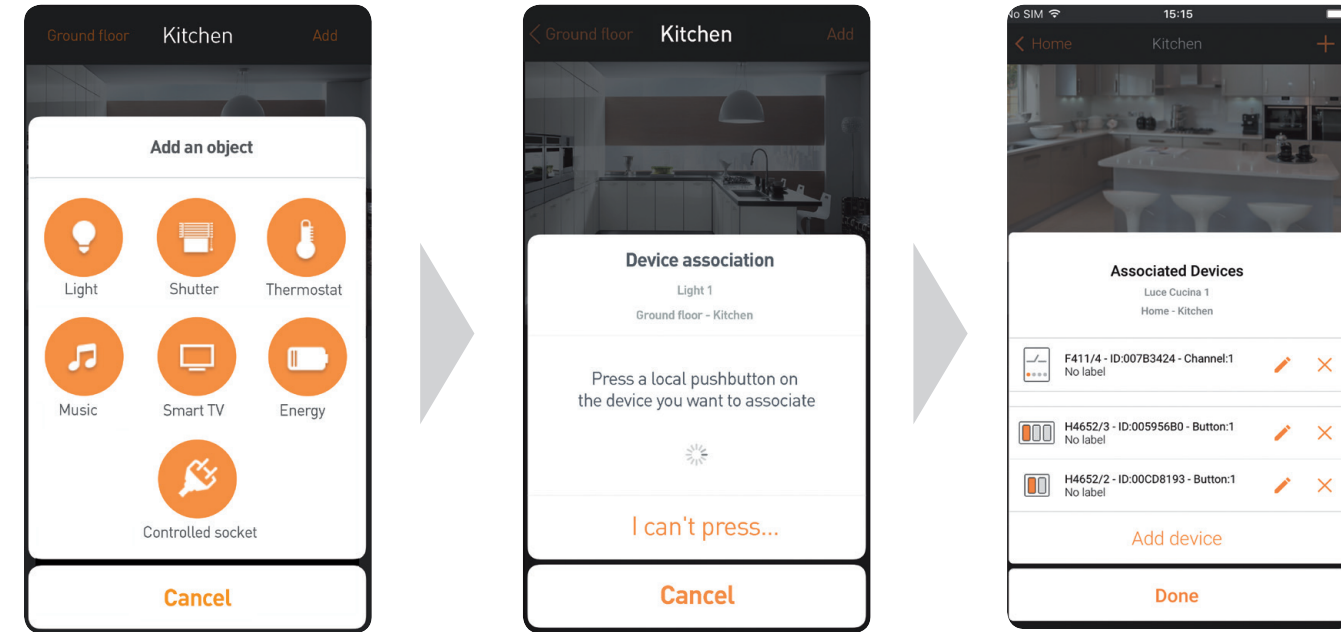 Ground floor Kitchen Add
Add an object
Light Shutter Thermostat
Music Smart TV Energy
Controlled socket
Cancel
Ground floor Kitchen Add
Device association
Light 1
Ground floor - Kitchen
Press a local pushbutton on
the device you want to associate
I can't press...
Cancel
No SIM 15:15
Home Kitchen
Associated Devices
Luce Cucina 1
Home - Kitchen
F411/4 - ID:007B3424 - Channel:1
No label
H4652/3 - ID:005956B0 - Button:1
No label
H4652/2 - ID:00CD8193 - Button:1
No label
Add device
Done